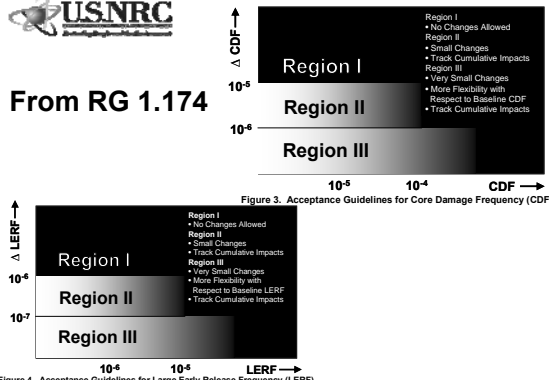 U.S.NRC
From RG 1.174
Δ CDF
10-5
10-6
Region I
Region II
Region III
Region I
• No Changes Allowed
Region II
• Small Changes
• Track Cumulative Impacts
Region III
• Very Small Changes
• More Flexibility with
Respect to Baseline CDF
• Track Cumulative Impacts
10-5 10-4 CDF
Figure 3. Acceptance Guidelines for Core Damage Frequency (CDF
Δ LERF
10-6
10-7
Region I
Region II
Region III
Region I
• No Changes Allowed
Region II
• Small Changes
• Track Cumulative Impacts
Region III
• Very Small Changes
• More Flexibility with
Respect to Baseline LERF
• Track Cumulative Impacts
10-6 10-5 LERF
Figure 4. Acceptance Guidelines for Large Early Release Frequency (LERF)